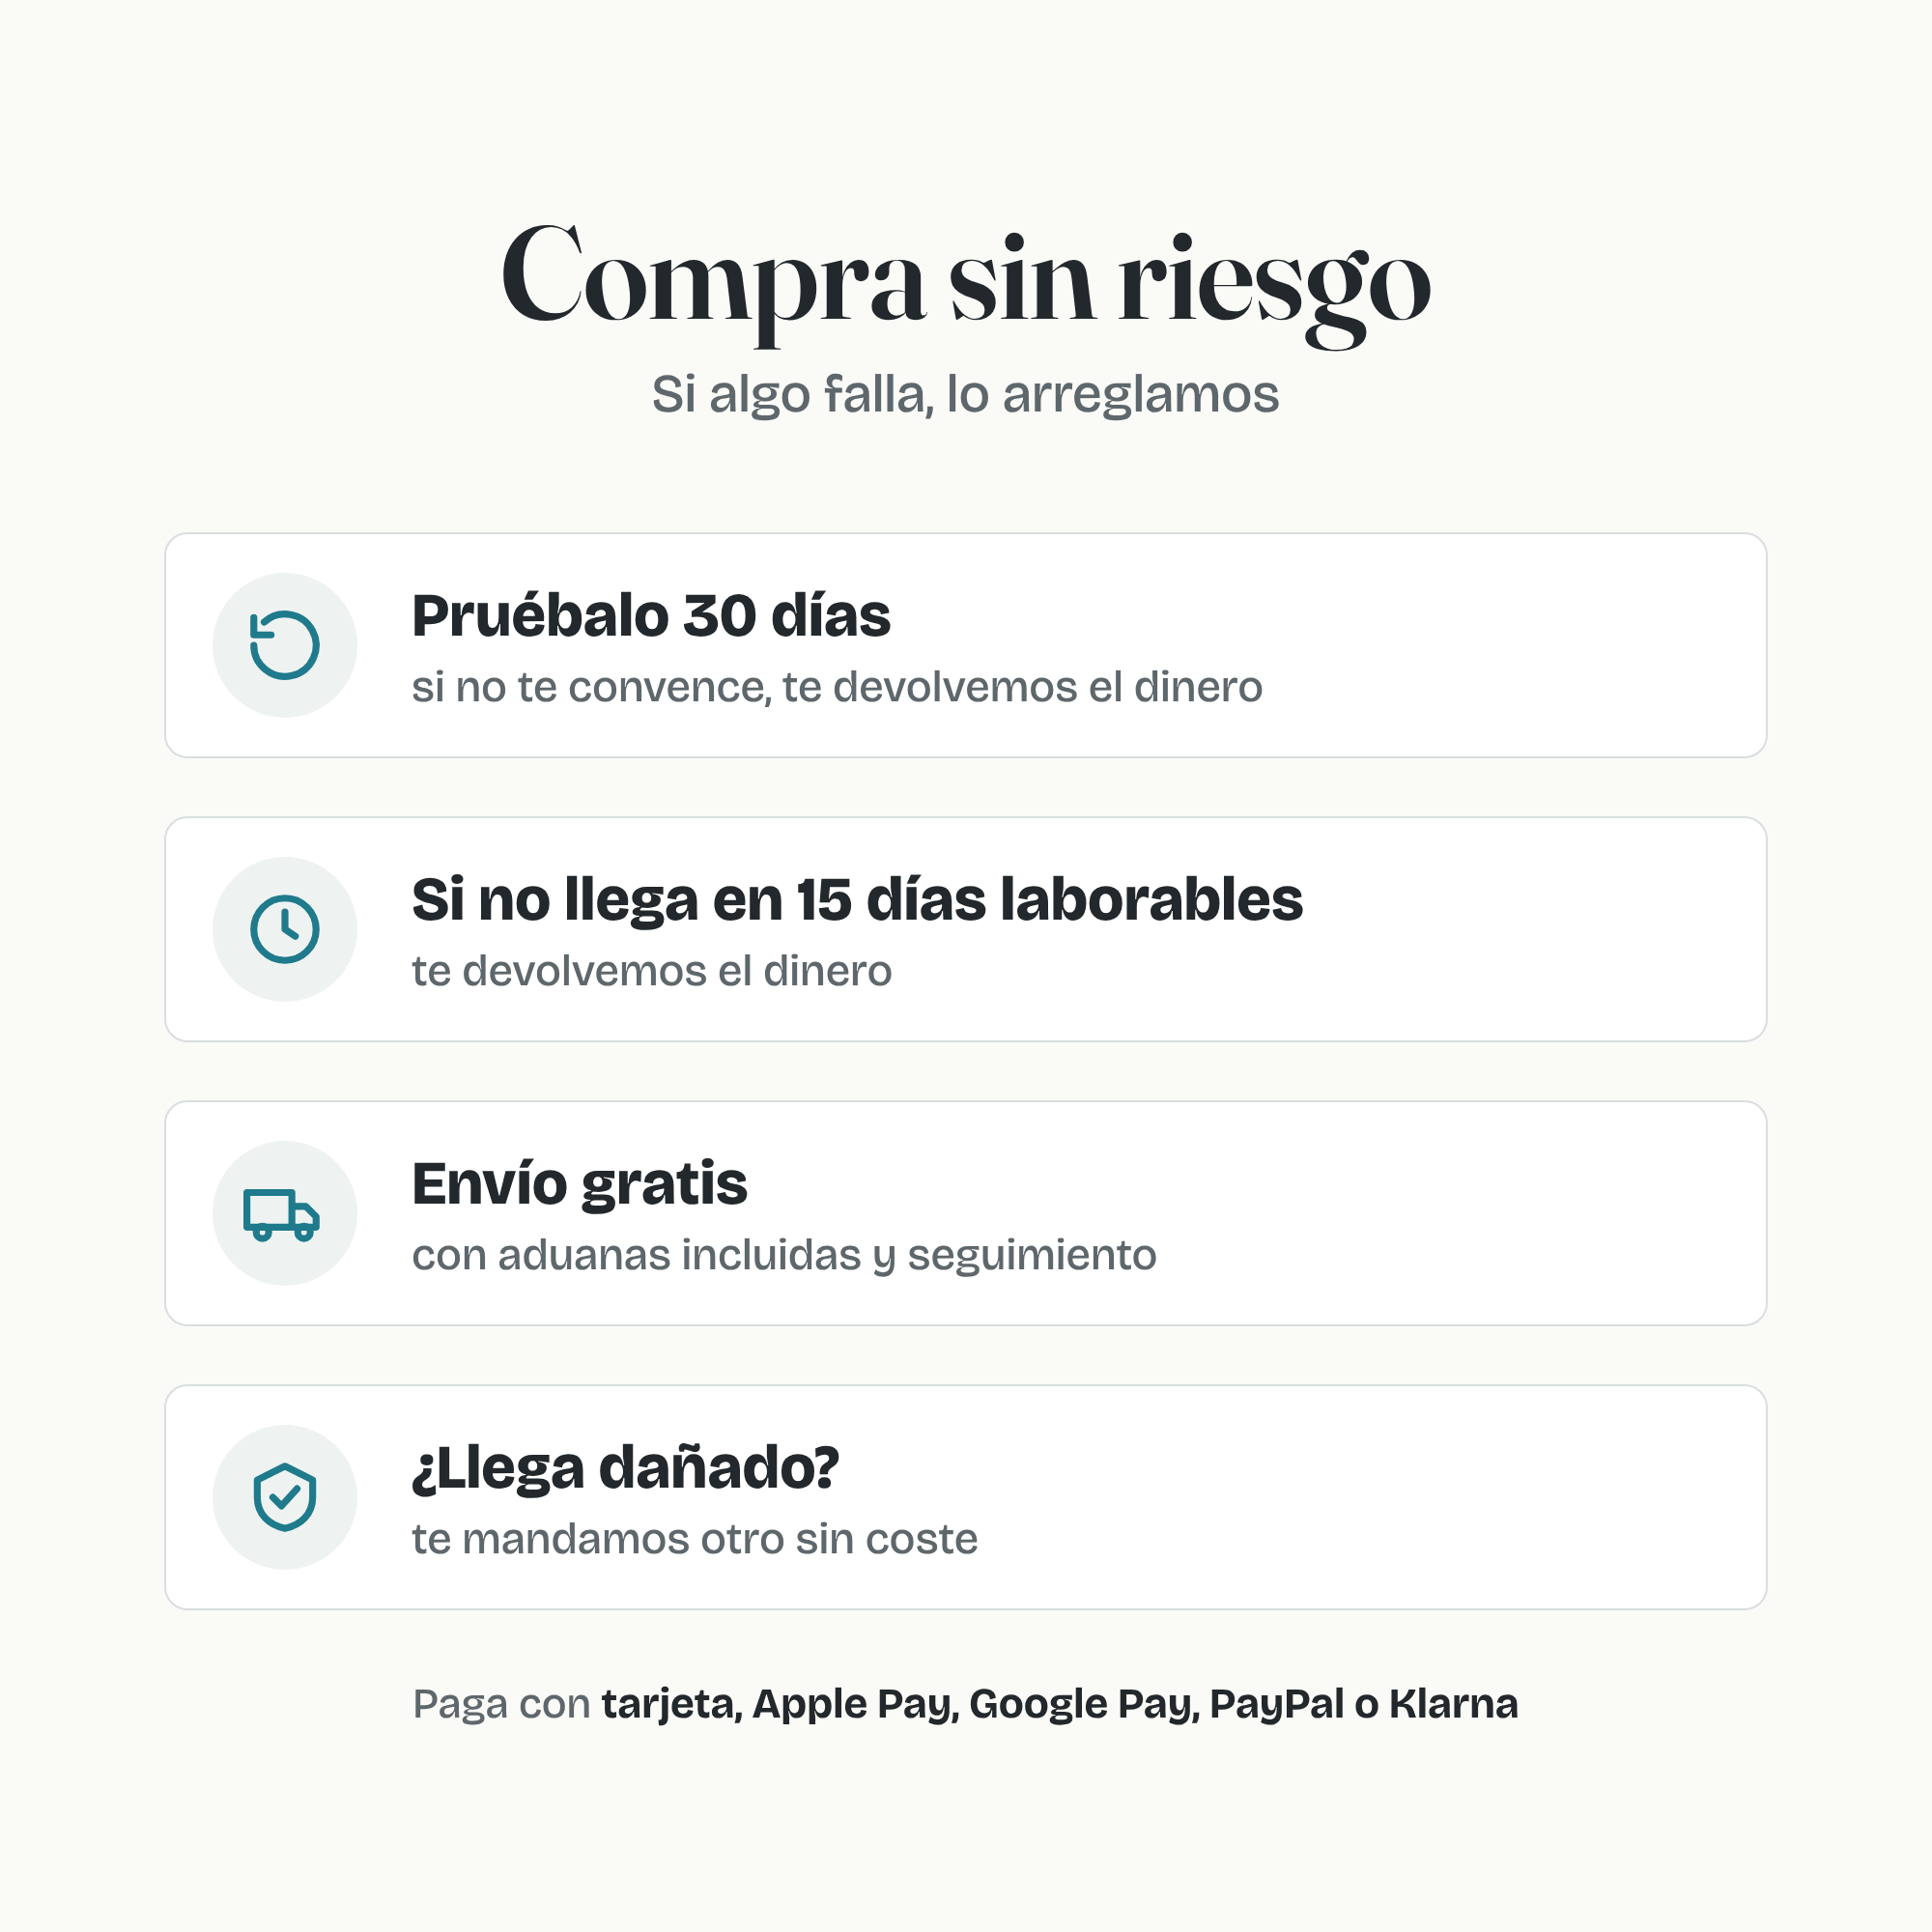 Compra sin riesgo
Si algo falla, lo arreglamos
Pruébalo 30 días
si no te convence, te devolvemos el dinero
Si no llega en 15 días laborables
te devolvemos el dinero
Envío gratis
con aduanas incluidas y seguimiento
¿Llega dañado?
te mandamos otro sin coste
Paga con tarjeta, Apple Pay, Google Pay, PayPal o Klarna